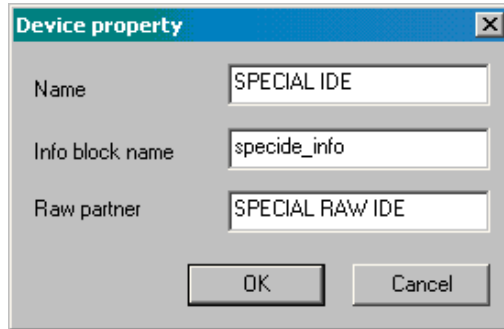 Device property
Name SPECIAL IDE
Info block name specide_info
Raw partner SPECIAL RAW IDE
OK Cancel